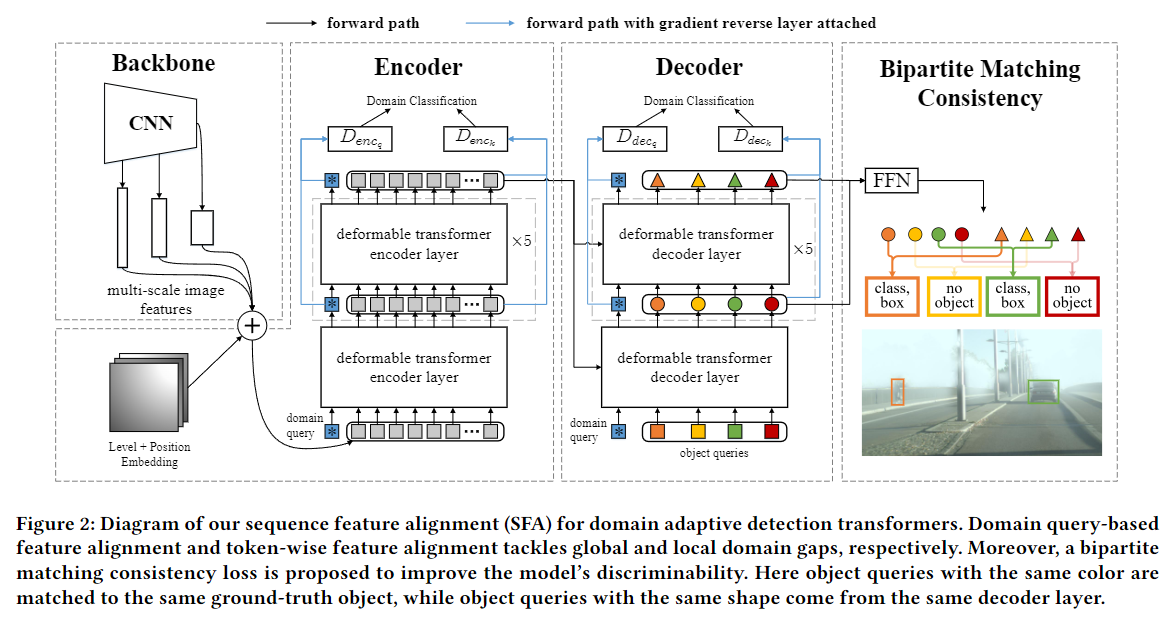 forward path
forward path with gradient reverse layer attached
Backbone
CNN
multi-scale image
features
Level + Position
Embedding
Encoder
Domain Classification
D_{enc_q}
D_{enc_k}
deformable transformer
encoder layer
×5
deformable transformer
encoder layer
domain
query
*
*
*
...
...
...
+
Decoder
Domain Classification
D_{dec_q}
D_{dec_k}
deformable transformer
decoder layer
×5
deformable transformer
decoder layer
domain
query
*
*
*
object queries
Bipartite Matching
Consistency
FFN
class,
box
no
object
class,
box
no
object
Figure 2: Diagram of our sequence feature alignment (SFA) for domain adaptive detection transformers. Domain query-based
feature alignment and token-wise feature alignment tackles global and local domain gaps, respectively. Moreover, a bipartite
matching consistency loss is proposed to improve the model's discriminability. Here object queries with the same color are
matched to the same ground-truth object, while object queries with the same shape come from the same decoder layer.